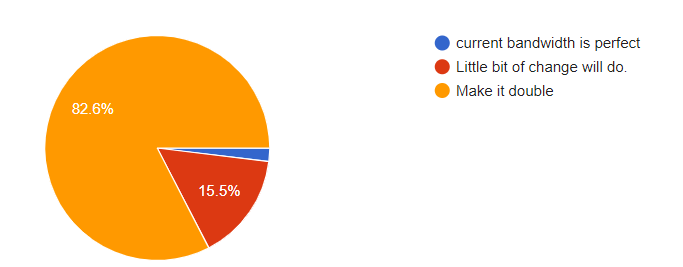 current bandwidth is perfect
Little bit of change will do.
Make it double
82.6%
15.5%